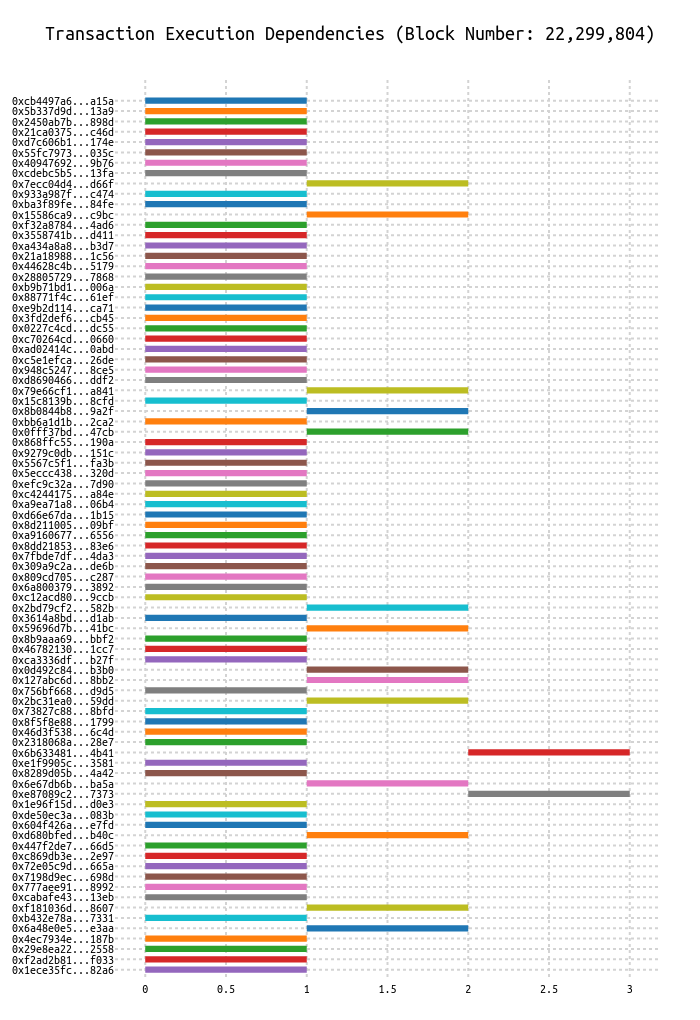 Transaction Execution Dependencies (Block Number: 22,299,804)
0xcb4497a6...a15a
0x5b337d9d...13a9
0x2450ab7b...898d
0x21ca0375...c46d
0xd7c606b1...174e
0x55fc7973...035c
0x40947692...9b76
0xcdebc5b5...13fa
0x7ecc04d4...d66f
0x933a987f...c474
0xba3f89fe...84fe
0x15586ca9...c9bc
0xf32a8784...4ad6
0x3558741b...d411
0xa434a8a8...b3d7
0x21a18988...1c56
0x44628c4b...5179
0x28805729...7868
0xb9b71bd1...006a
0x88771f4c...61ef
0xe9b2d114...ca71
0x3fd2def6...cb45
0x0227c4cd...dc55
0xc70264cd...0660
0xad02414c...0abd
0xc5e1efca...26de
0x948c5247...8ce5
0xd8690466...ddf2
0x79e66cf1...a841
0x15c8139b...8cfd
0x8b0844b8...9a2f
0xbb6a1d1b...2ca2
0x0fff37bd...47cb
0x868ffc55...190a
0x9279c0db...151c
0x5567c5f1...fa3b
0x5eccc438...320d
0xefc9c32a...7d90
0xc4244175...a84e
0xa9ea71a8...06b4
0xd66e67da...1b15
0x8d211005...09bf
0xa9160677...6556
0x8dd21853...83e6
0x7fbde7df...4da3
0x309a9c2a...de6b
0x809cd705...c287
0x6a800379...3892
0xc12acd80...9ccb
0x2bd79cf2...582b
0x3614a8bd...d1ab
0x59696d7b...41bc
0x8b9aaa69...bbf2
0x46782130...1cc7
0xca3336df...b27f
0x0d492c84...b3b0
0x127abc6d...8bb2
0x756bf668...d9d5
0x2bc31ea0...59dd
0x73827c88...8bfd
0x8f5f8e88...1799
0x46d3f538...6c4d
0x2318068a...28e7
0x6b633481...4b41
0xe1f9905c...3581
0x8289d05b...4a42
0x6e67db6b...ba5a
0xe87089c2...7373
0x1e96f15d...d0e3
0xde50ec3a...083b
0x604f426a...e7fd
0xd680bfed...b40c
0x447f2de7...66d5
0xc869db3e...2e97
0x72e05c9d...665a
0x7198d9ec...698d
0x777aee91...8992
0xcabafe43...13eb
0xf181036d...8607
0xb432e78a...7331
0x6a48e0e5...e3aa
0x4ec7934e...187b
0x29e8ea22...2558
0xf2ad2b81...f033
0x1ece35fc...82a6
0 0.5 1 1.5 2 2.5 3